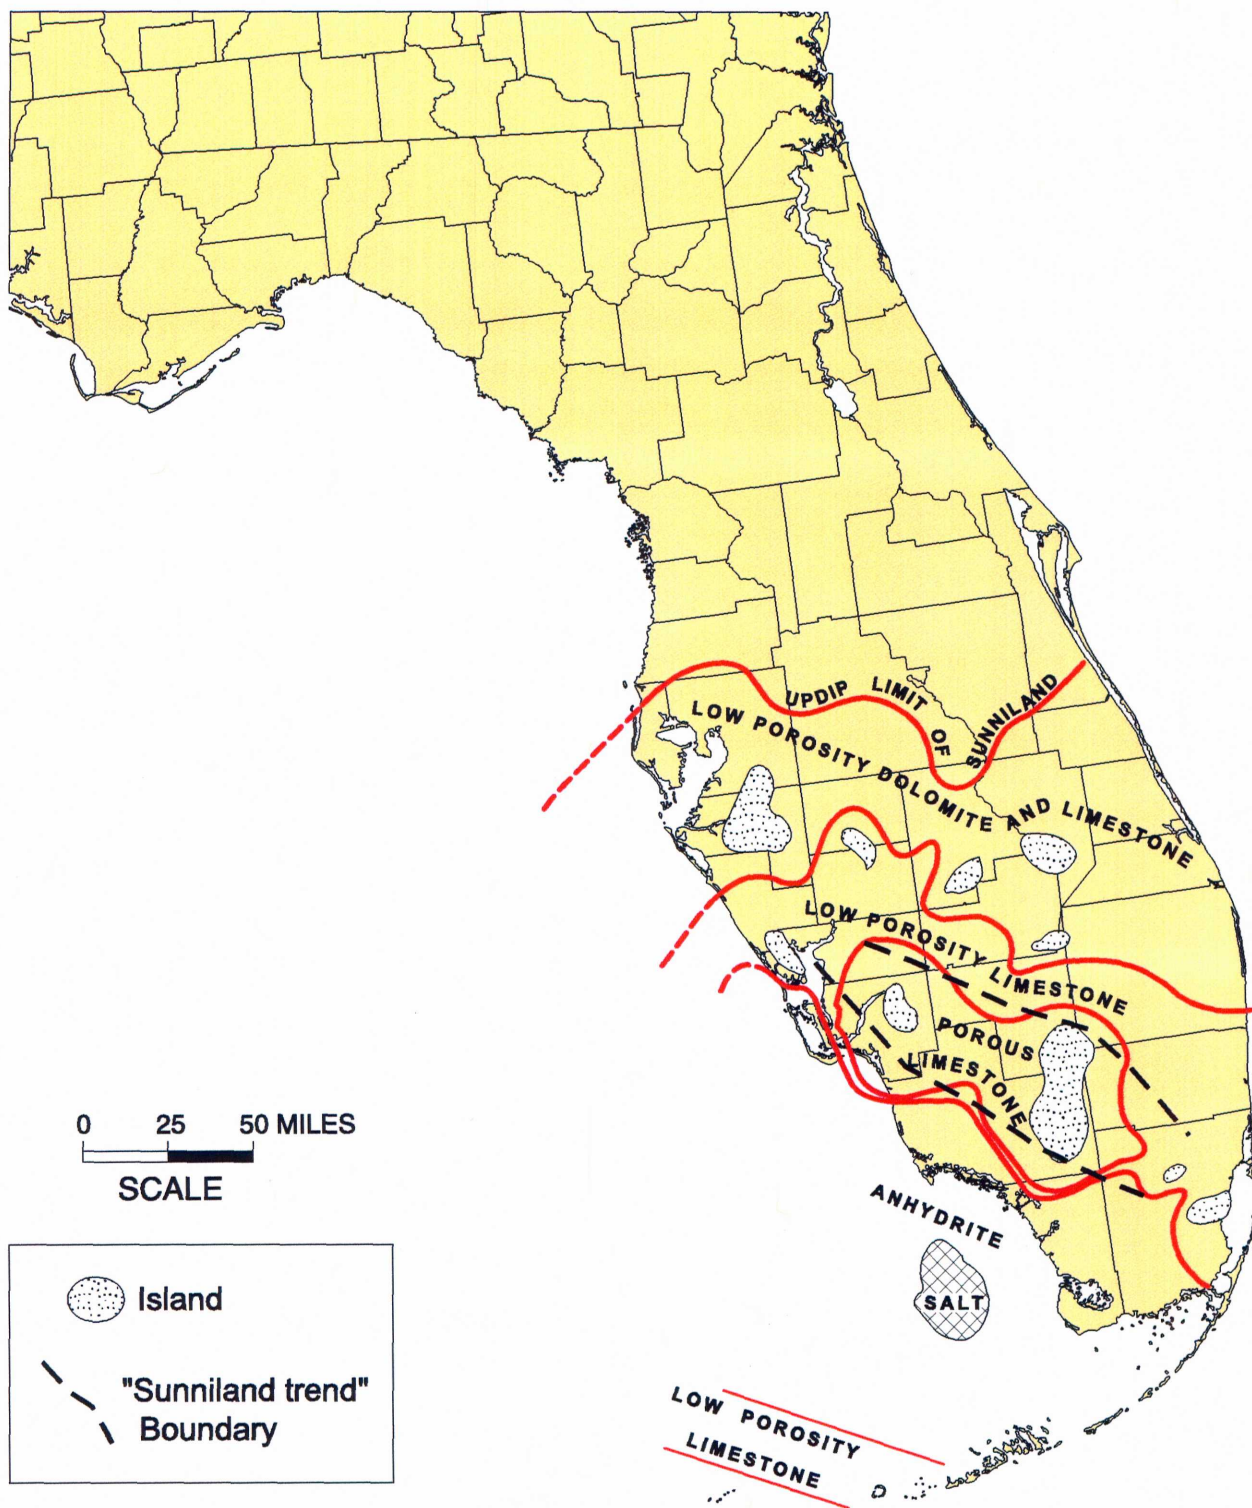 UPDIP LIMIT OF SUNNILAND
LOW POROSITY DOLOMITE AND LIMESTONE
LOW POROSITY LIMESTONE
POROUS
LIMESTONE
ANHYDRITE
SALT
LOW POROSITY
LIMESTONE
0 25 50 MILES
SCALE
Island
"Sunniland trend"
Boundary